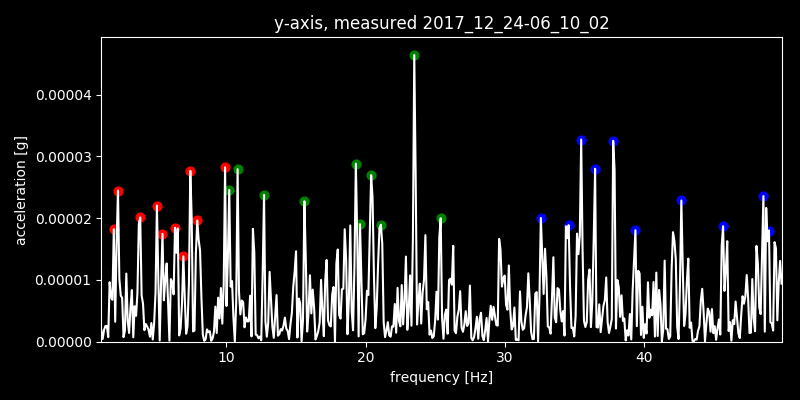 y-axis, measured 2017_12_24-06_10_02
acceleration [g]
0.00004
0.00003
0.00002
0.00001
0.00000
10 20 30 40
frequency [Hz]